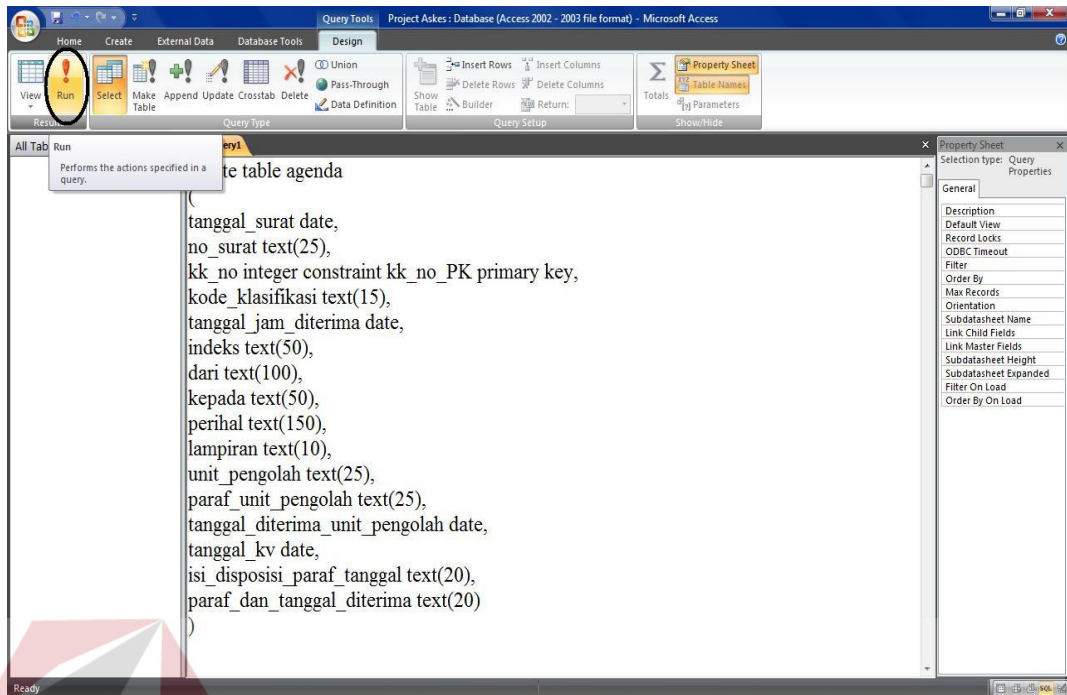 Query Tools Project Askes : Database (Access 2002 - 2003 file format) - Microsoft Access
Home Create External Data Database Tools Design
View Run Select Make Table Append Update Crosstab Delete
Union
Pass-Through
Data Definition
Show Table
Insert Rows
Delete Rows
Builder
Insert Columns
Delete Columns
Return:
Totals
Property Sheet
Table Names
Parameters
Query Type
Query Setup
Show/Hide
All Tab
Run
Performs the actions specified in a
query.
ery1
te table agenda
(
tanggal_surat date,
no_surat text(25),
kk_no integer constraint kk_no_PK primary key,
kode_klasifikasi text(15),
tanggal_jam_diterima date,
indeks text(50),
dari text(100),
kepada text(50),
perihal text(150),
lampiran text(10),
unit_pengolah text(25),
paraf_unit_pengolah text(25),
tanggal_diterima_unit_pengolah date,
tanggal_kv date,
isi_disposisi_paraf_tanggal text(20),
paraf_dan_tanggal_diterima text(20)
)
Property Sheet
Selection type: Query
Properties
General
Description
Default View
Record Locks
ODBC Timeout
Filter
Order By
Max Records
Orientation
Subdatasheet Name
Link Child Fields
Link Master Fields
Subdatasheet Height
Subdatasheet Expanded
Filter On Load
Order By On Load
Ready
SQL